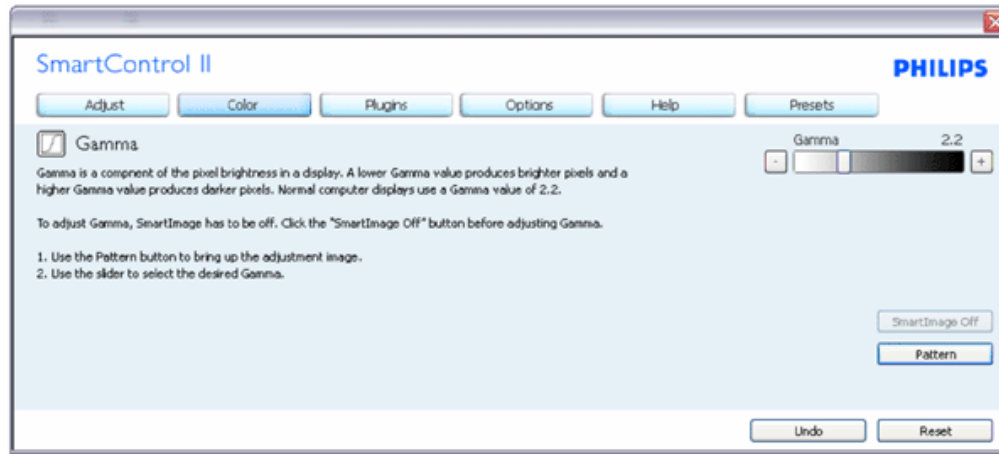 SmartControl II
PHILIPS
Adjust
Color
Plugins
Options
Help
Presets
Gamma
Gamma 2.2
- +
Gamma is a compnent of the pixel brightness in a display. A lower Gamma value produces brighter pixels and a
higher Gamma value produces darker pixels. Normal computer displays use a Gamma value of 2.2.
To adjust Gamma, SmartImage has to be off. Click the "SmartImage Off" button before adjusting Gamma.
1. Use the Pattern button to bring up the adjustment image.
2. Use the slider to select the desired Gamma.
SmartImage Off
Pattern
Undo
Reset